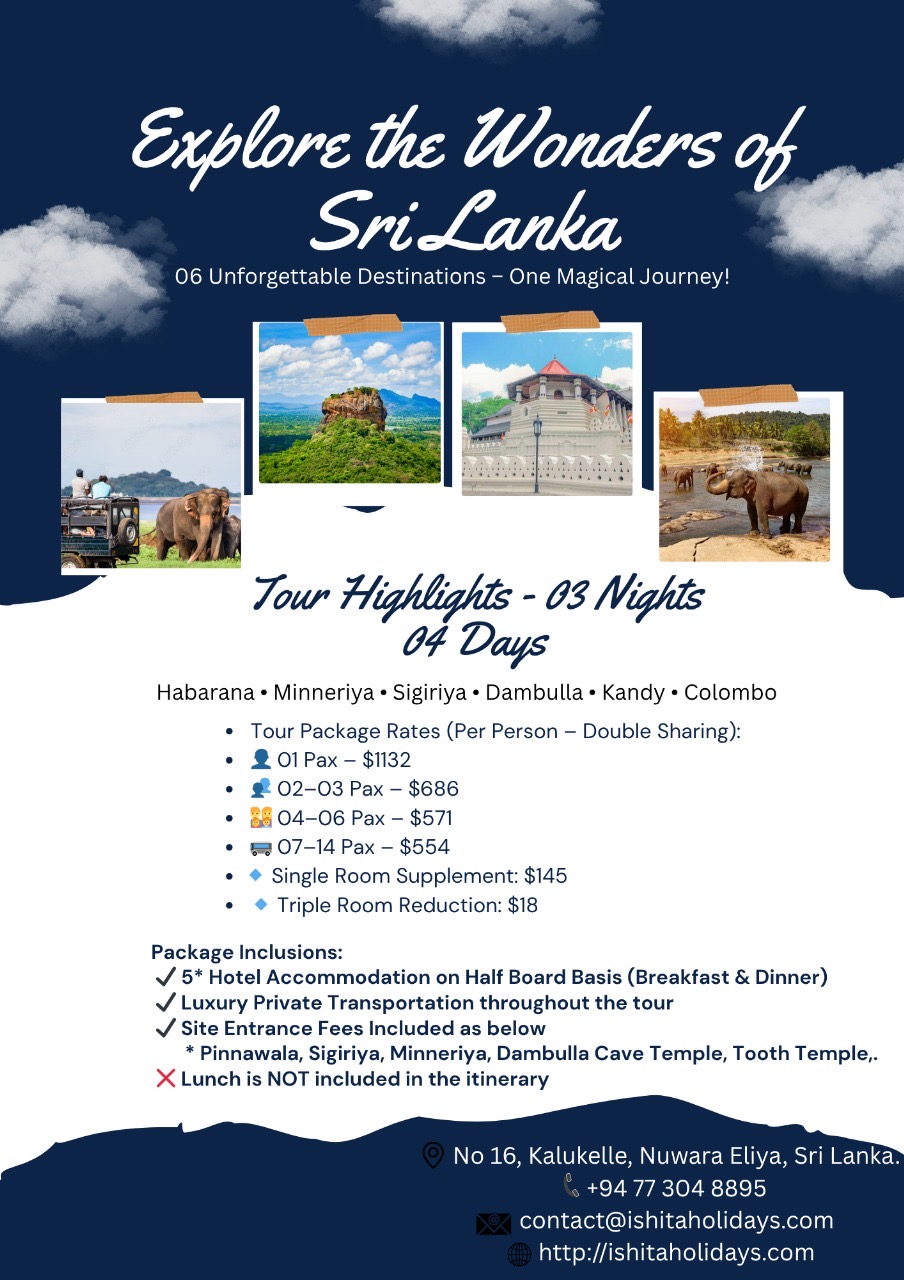 Explore the Wonders of
Sri Lanka
06 Unforgettable Destinations – One Magical Journey!
Tour Highlights - 03 Nights
04 Days
Habarana • Minneriya • Sigiriya • Dambulla • Kandy • Colombo
• Tour Package Rates (Per Person – Double Sharing):
• 👤 01 Pax – $1132
• 👥 02–03 Pax – $686
• 👨‍👩‍👧‍👦 04–06 Pax – $571
• 🚌 07–14 Pax – $554
• 🔹 Single Room Supplement: $145
• 🔹 Triple Room Reduction: $18
Package Inclusions:
✔ 5* Hotel Accommodation on Half Board Basis (Breakfast & Dinner)
✔ Luxury Private Transportation throughout the tour
✔ Site Entrance Fees Included as below
* Pinnawala, Sigiriya, Minneriya, Dambulla Cave Temple, Tooth Temple,.
❌ Lunch is NOT included in the itinerary
No 16, Kalukelle, Nuwara Eliya, Sri Lanka.
+94 77 304 8895
contact@ishitaholidays.com
http://ishitaholidays.com